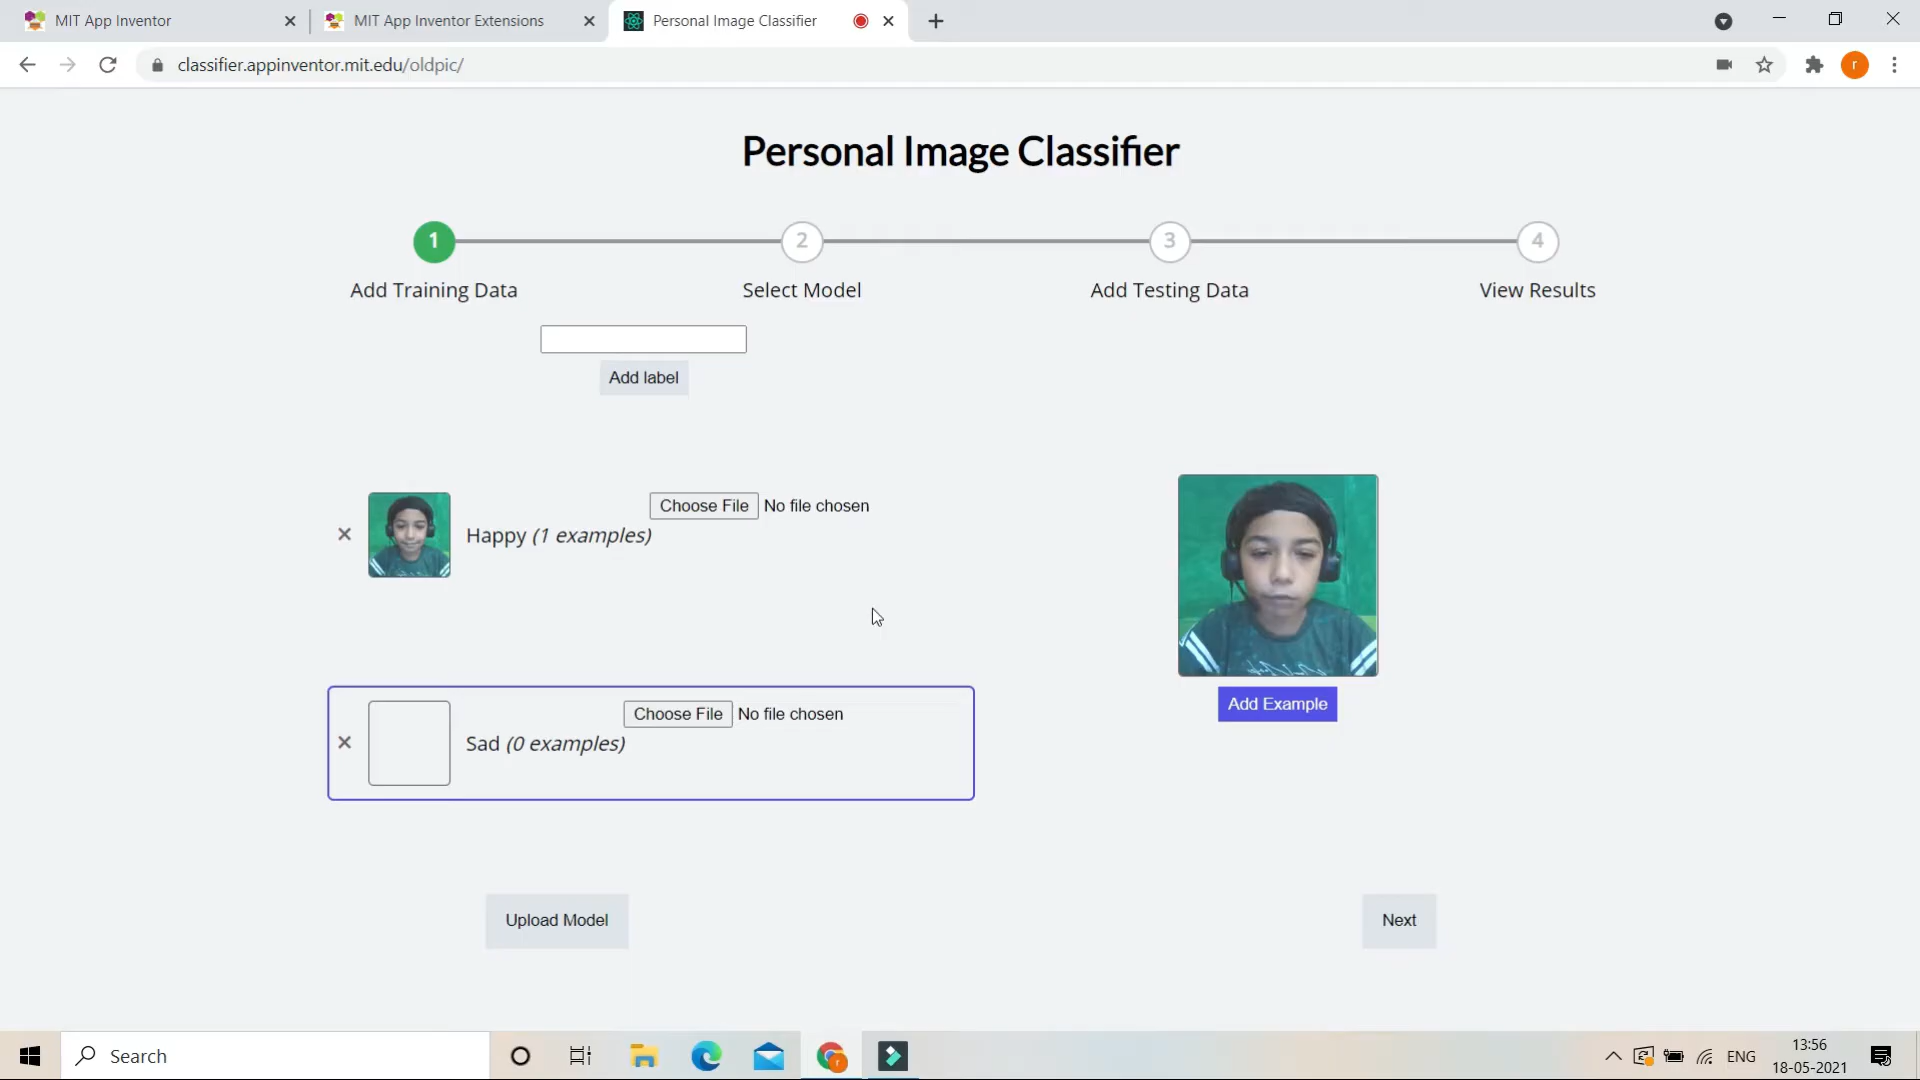 MIT App Inventor
MIT App Inventor Extensions
Personal Image Classifier
classifier.appinventor.mit.edu/oldpic/
r
Personal Image Classifier
1
2
3
4
Add Training Data
Select Model
Add Testing Data
View Results
Add label
Choose File No file chosen
Happy (1 examples)
Choose File No file chosen
Sad (0 examples)
Add Example
Upload Model
Next
Search
ENG
13:56
18-05-2021